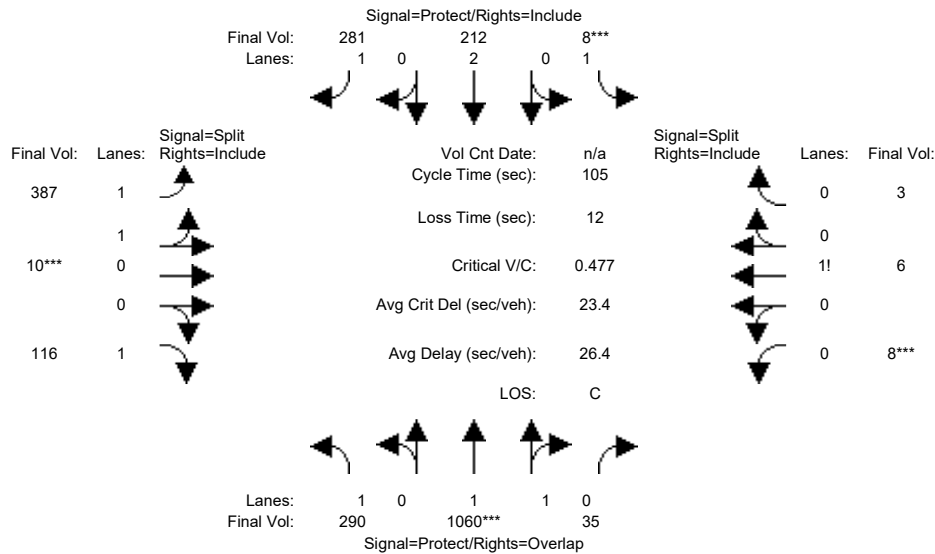 Signal=Protect/Rights=Include
Final Vol: 281 212 8***
Lanes: 1 0 2 0 1
Signal=Split Signal=Split
Final Vol: Lanes: Rights=Include Vol Cnt Date: n/a Rights=Include Lanes: Final Vol:
Cycle Time (sec): 105
387 1 0 3
Loss Time (sec): 12
1 0
10*** 0 Critical V/C: 0.477 1! 6
0 Avg Crit Del (sec/veh): 23.4 0
116 1 Avg Delay (sec/veh): 26.4 0 8***
LOS: C
Lanes: 1 0 1 1 0
Final Vol: 290 1060*** 35
Signal=Protect/Rights=Overlap